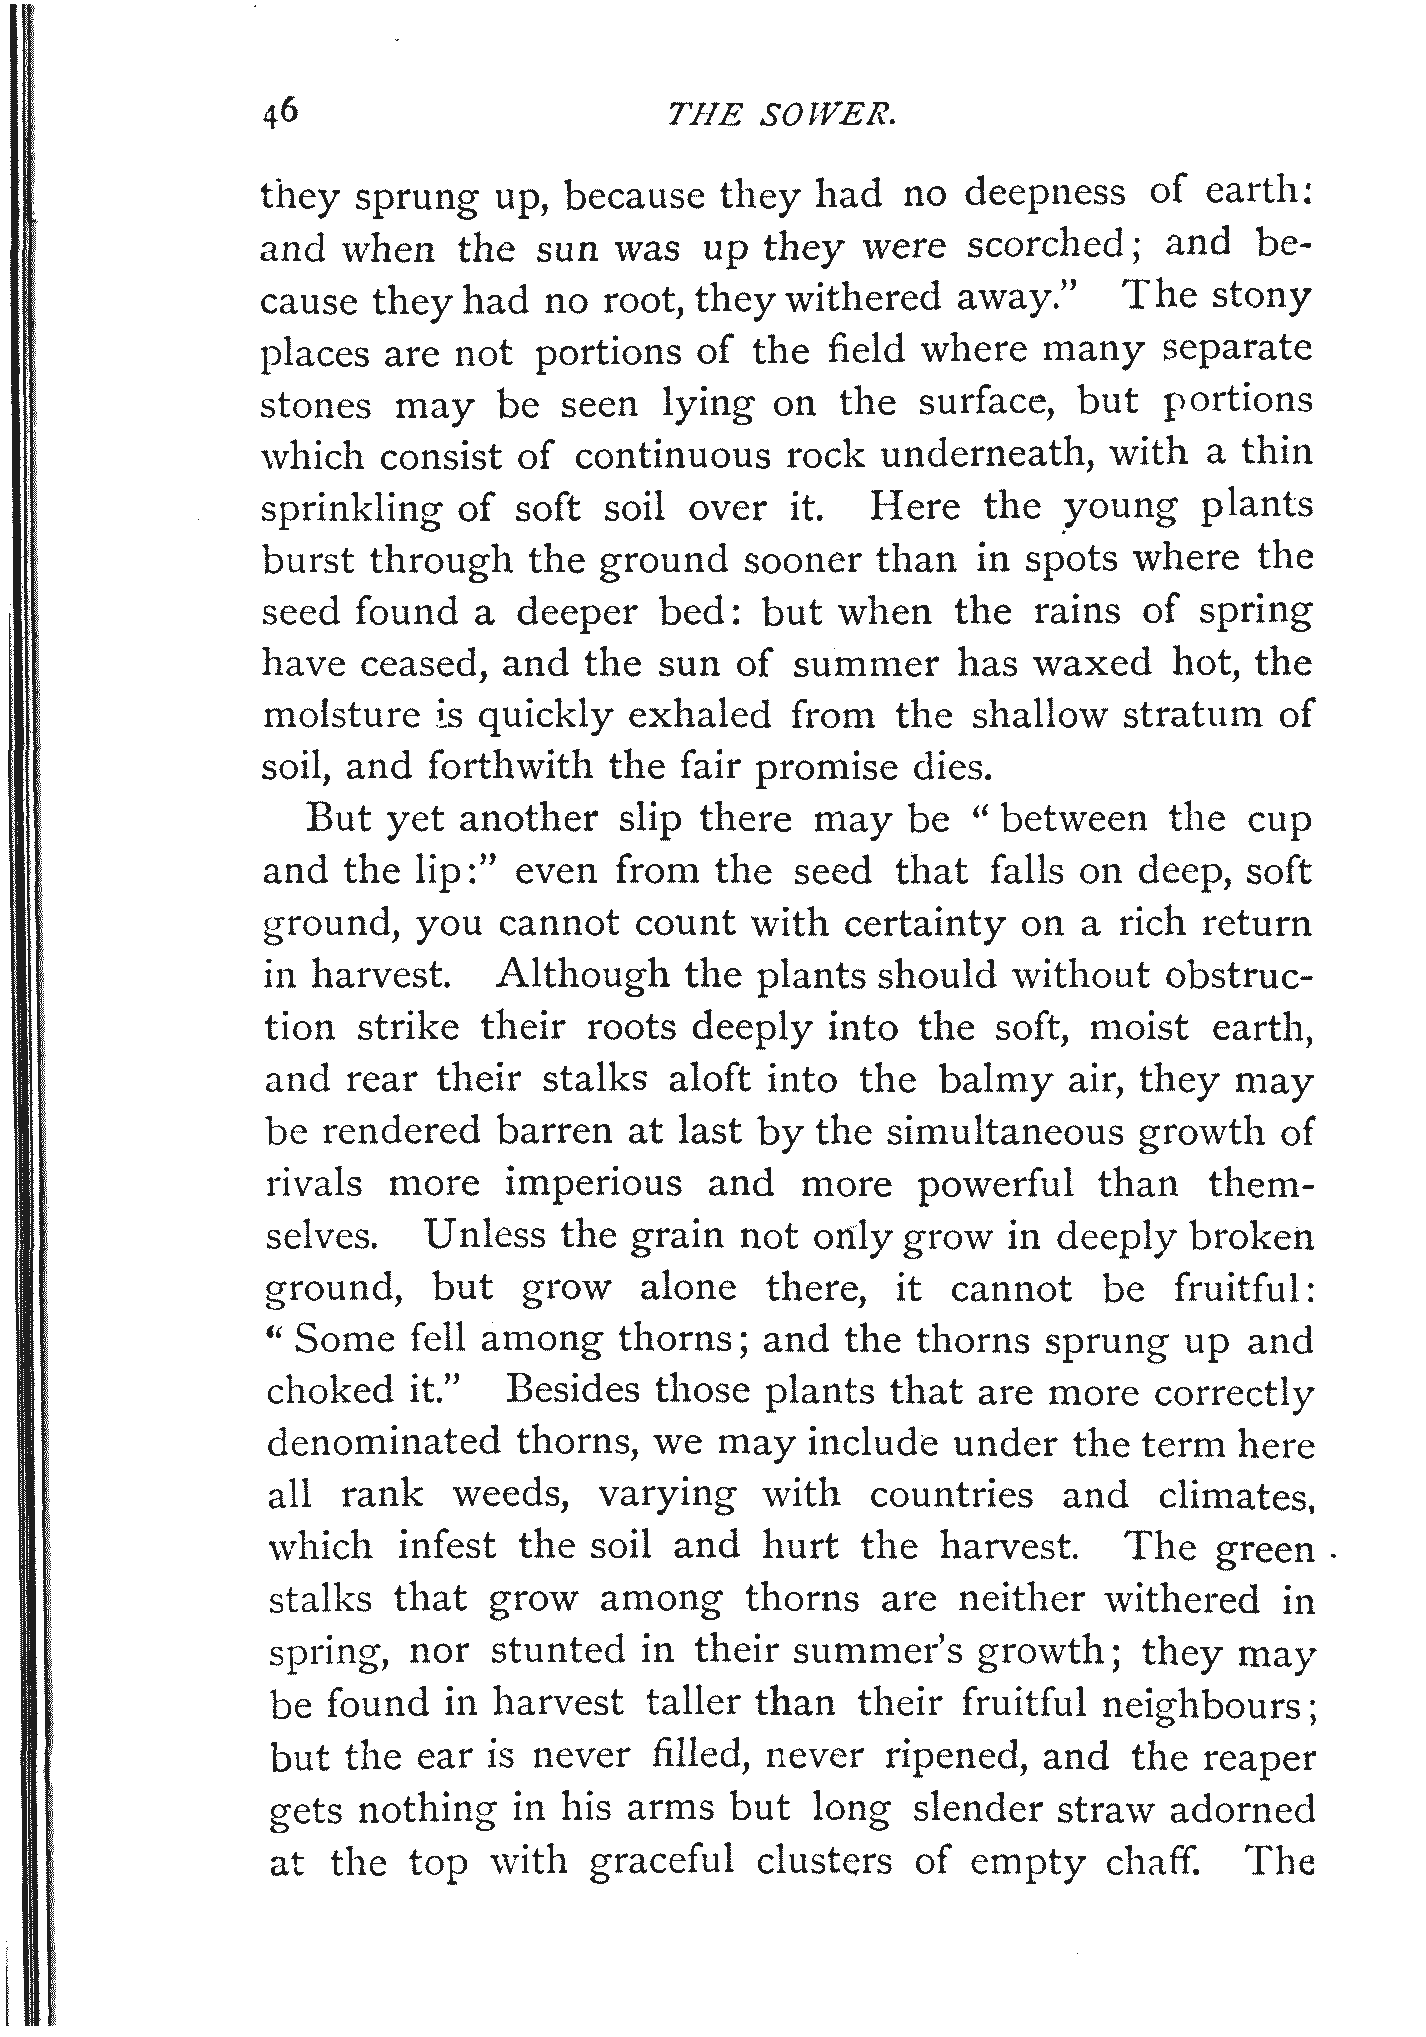 46 THE SOWER.
they sprung up, because they had no deepness of earth:
and when the sun was up they were scorched; and be-
cause they had no root, they withered away." The stony
places are not portions of the field where many separate
stones may be seen lying on the surface, but portions
which consist of continuous rock underneath, with a thin
sprinkling of soft soil over it. Here the young plants
burst through the ground sooner than in spots where the
seed found a deeper bed: but when the rains of spring
have ceased, and the sun of summer has waxed hot, the
moisture is quickly exhaled from the shallow stratum of
soil, and forthwith the fair promise dies.
But yet another slip there may be "between the cup
and the lip:" even from the seed that falls on deep, soft
ground, you cannot count with certainty on a rich return
in harvest. Although the plants should without obstruc-
tion strike their roots deeply into the soft, moist earth,
and rear their stalks aloft into the balmy air, they may
be rendered barren at last by the simultaneous growth of
rivals more imperious and more powerful than them-
selves. Unless the grain not only grow in deeply broken
ground, but grow alone there, it cannot be fruitful:
"Some fell among thorns; and the thorns sprung up and
choked it." Besides those plants that are more correctly
denominated thorns, we may include under the term here
all rank weeds, varying with countries and climates,
which infest the soil and hurt the harvest. The green
stalks that grow among thorns are neither withered in
spring, nor stunted in their summer's growth; they may
be found in harvest taller than their fruitful neighbours;
but the ear is never filled, never ripened, and the reaper
gets nothing in his arms but long slender straw adorned
at the top with graceful clusters of empty chaff. The